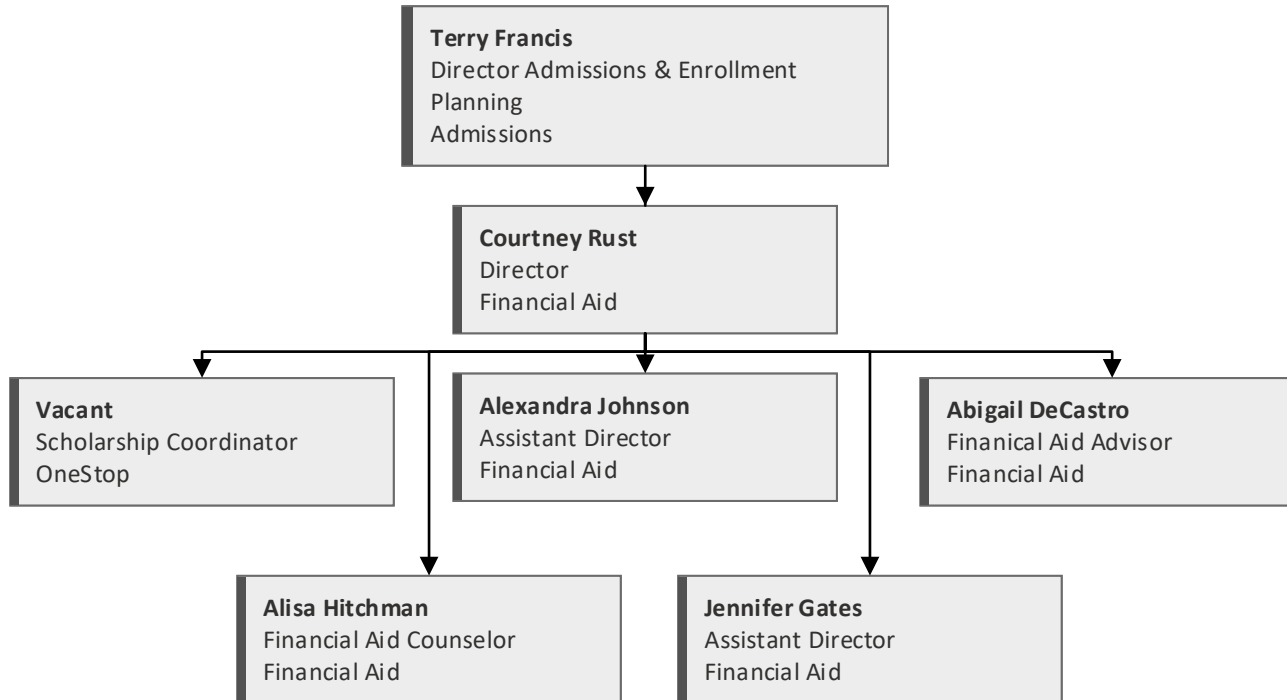 Terry Francis
Director Admissions & Enrollment
Planning
Admissions
Courtney Rust
Director
Financial Aid
Vacant
Scholarship Coordinator
OneStop
Alexandra Johnson
Assistant Director
Financial Aid
Abigail DeCastro
Finanical Aid Advisor
Financial Aid
Alisa Hitchman
Financial Aid Counselor
Financial Aid
Jennifer Gates
Assistant Director
Financial Aid